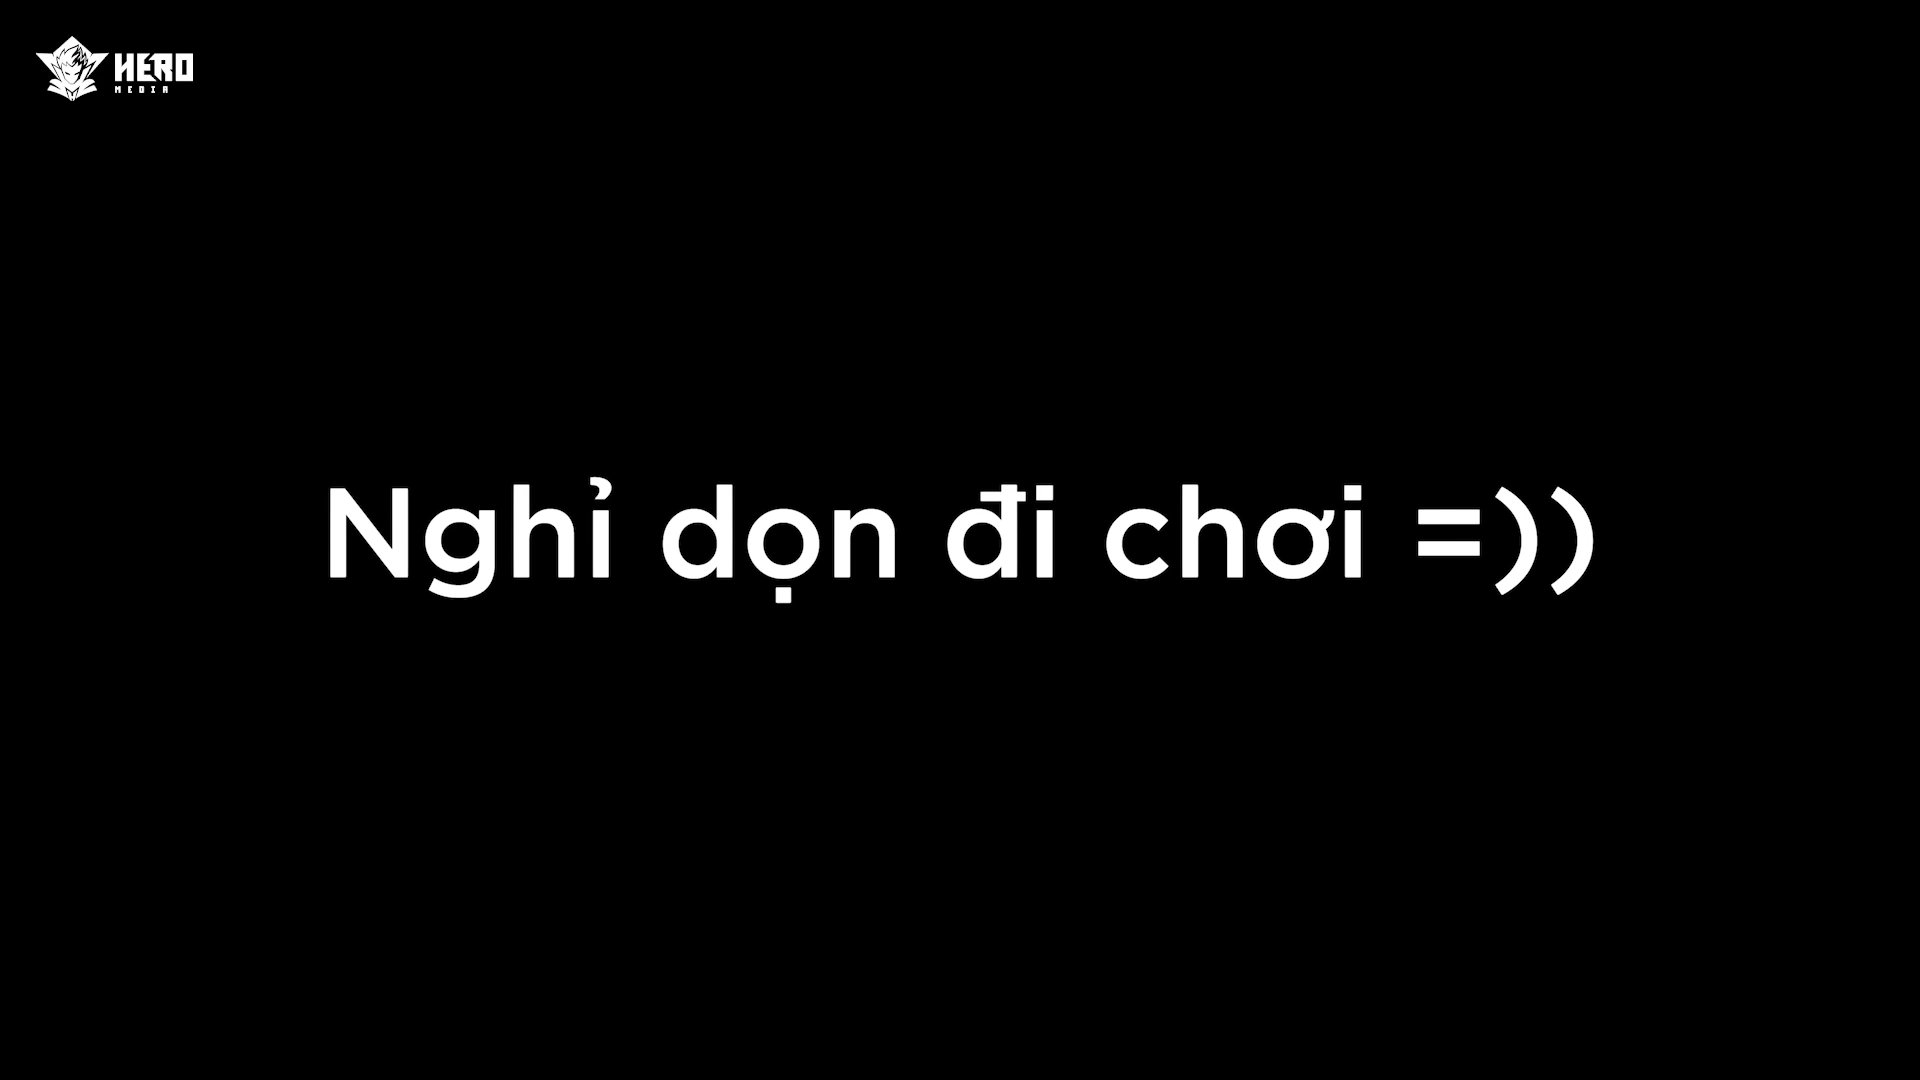 HERO
MEDIA
Nghỉ dọn đi chơi =))